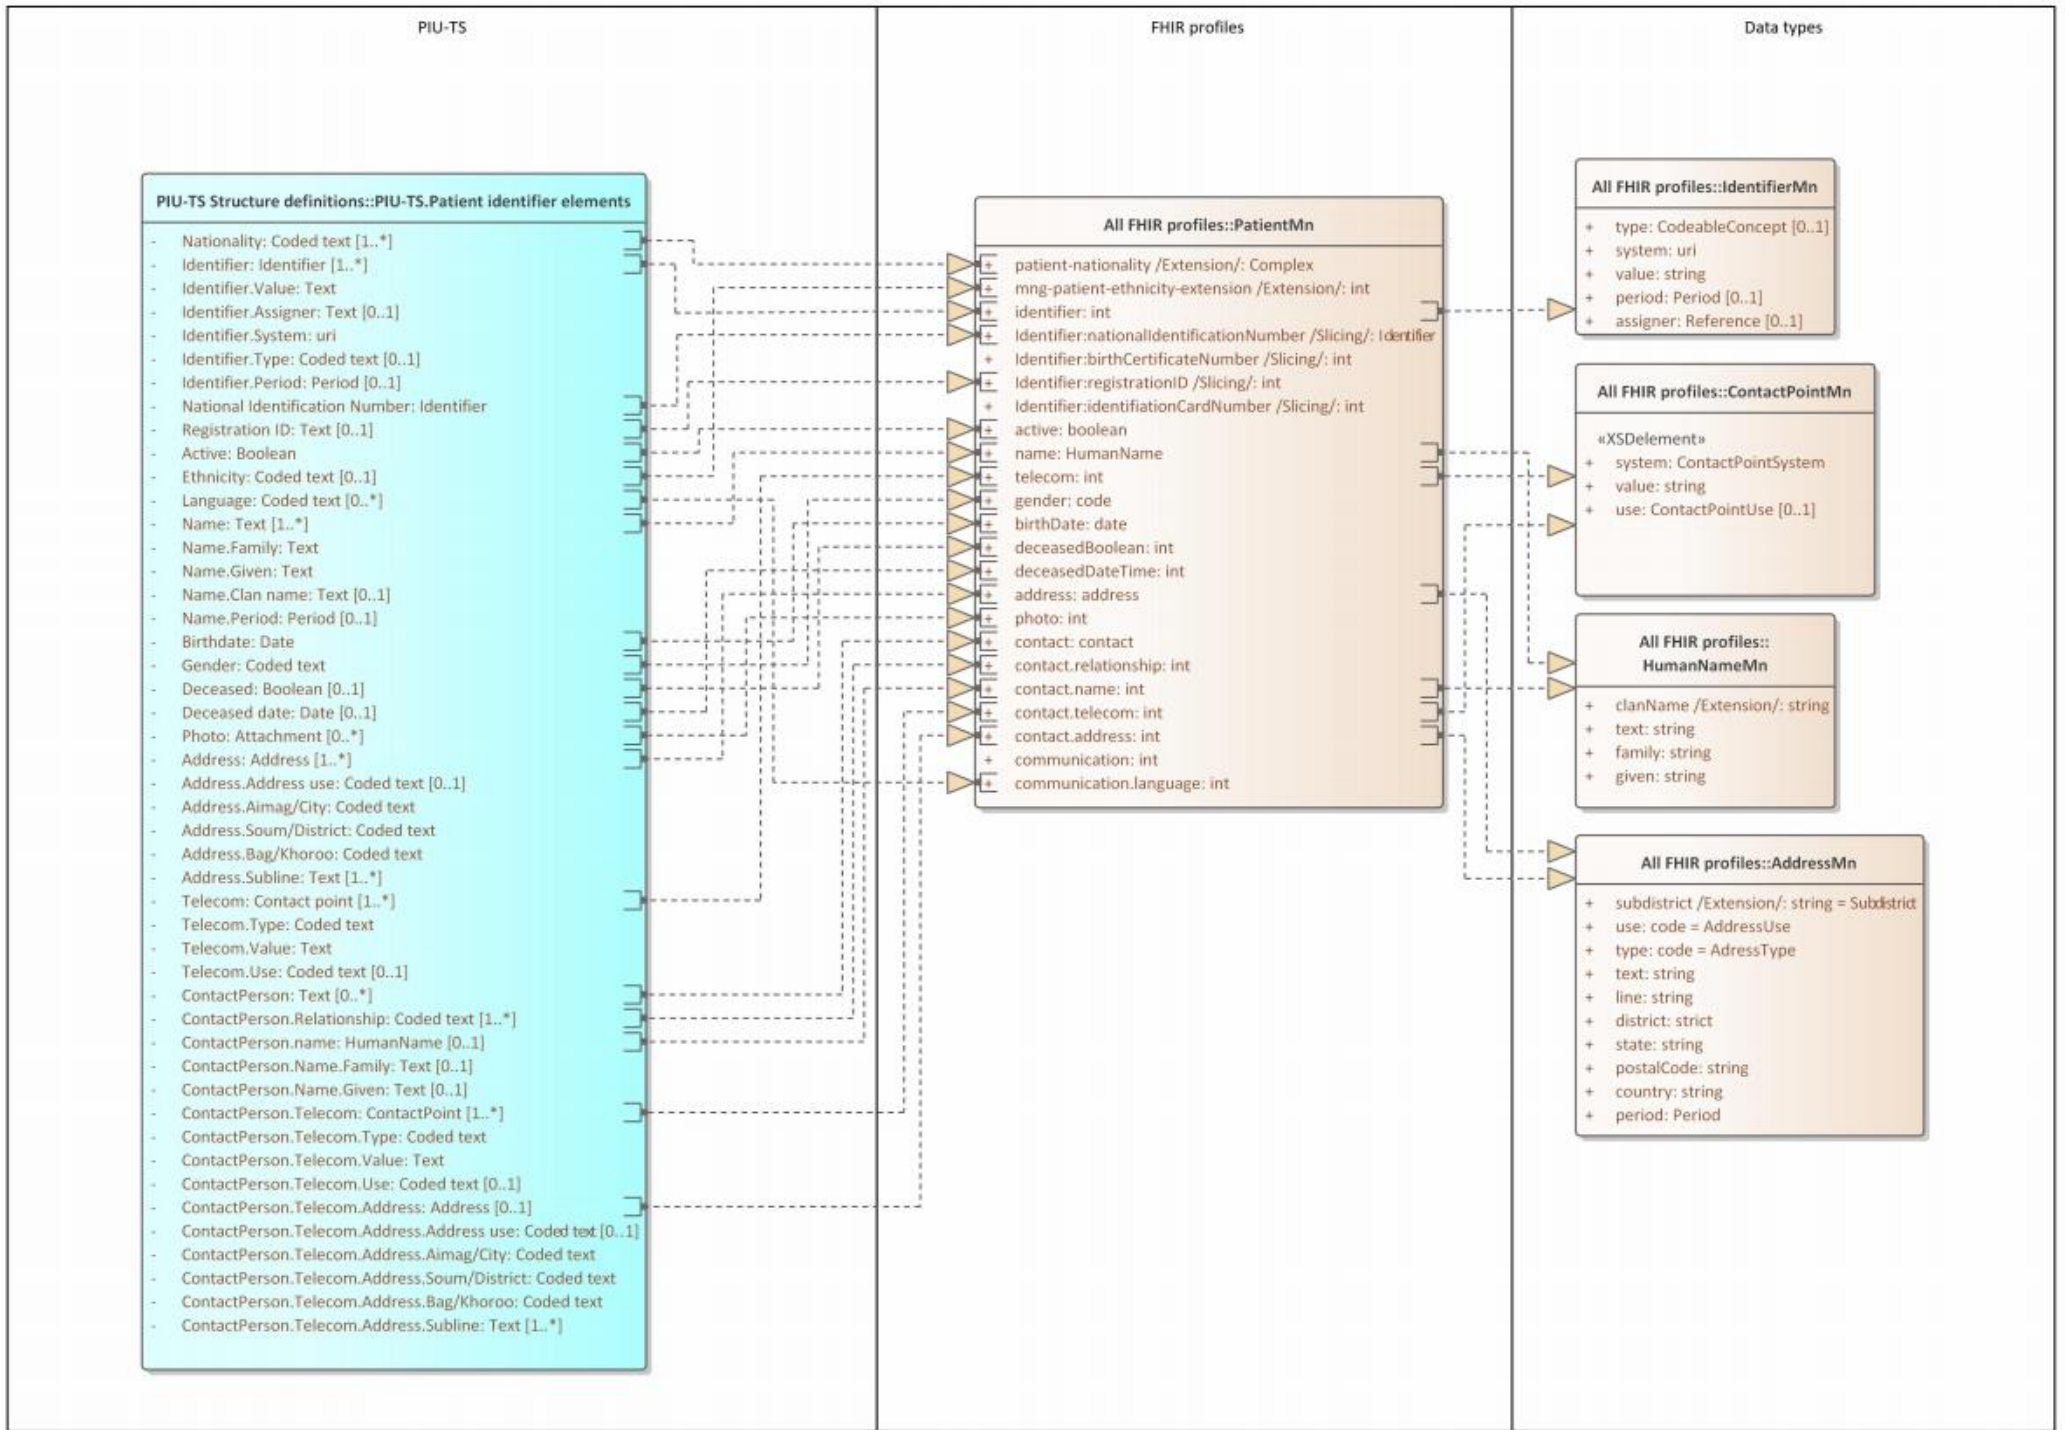 PIU-TS
FHIR profiles
Data types
PIU-TS Structure definitions::PIU-TS.Patient identifier elements
- Nationality: Coded text [1..*]
- Identifier: Identifier [1..*]
- Identifier.Value: Text
- Identifier.Assigner: Text [0..1]
- Identifier.System: uri
- Identifier.Type: Coded text [0..1]
- Identifier.Period: Period [0..1]
- National Identification Number: Identifier
- Registration ID: Text [0..1]
- Active: Boolean
- Ethnicity: Coded text [0..1]
- Language: Coded text [0..*]
- Name: Text [1..*]
- Name.Family: Text
- Name.Given: Text
- Name.Clan name: Text [0..1]
- Name.Period: Period [0..1]
- Birthdate: Date
- Gender: Coded text
- Deceased: Boolean [0..1]
- Deceased date: Date [0..1]
- Photo: Attachment [0..*]
- Address: Address [1..*]
- Address.Address use: Coded text [0..1]
- Address.Aimag/City: Coded text
- Address.Soum/District: Coded text
- Address.Bag/Khoroo: Coded text
- Address.Subline: Text [1..*]
- Telecom: Contact point [1..*]
- Telecom.Type: Coded text
- Telecom.Value: Text
- Telecom.Use: Coded text [0..1]
- ContactPerson: Text [0..*]
- ContactPerson.Relationship: Coded text [1..*]
- ContactPerson.name: HumanName [0..1]
- ContactPerson.Name.Family: Text [0..1]
- ContactPerson.Name.Given: Text [0..1]
- ContactPerson.Telecom: ContactPoint [1..*]
- ContactPerson.Telecom.Type: Coded text
- ContactPerson.Telecom.Value: Text
- ContactPerson.Telecom.Use: Coded text [0..1]
- ContactPerson.Telecom.Address: Address [0..1]
- ContactPerson.Telecom.Address.Address use: Coded text [0..1]
- ContactPerson.Telecom.Address.Aimag/City: Coded text
- ContactPerson.Telecom.Address.Soum/District: Coded text
- ContactPerson.Telecom.Address.Bag/Khoroo: Coded text
- ContactPerson.Telecom.Address.Subline: Text [1..*]
All FHIR profiles::PatientMn
+ patient-nationality /Extension/: Complex
+ mng-patient-ethnicity-extension /Extension/: int
+ identifier: int
+ Identifier:nationalIdentificationNumber /Slicing/: Identifier
+ Identifier:birthCertificateNumber /Slicing/: int
+ Identifier:registrationID /Slicing/: int
+ Identifier:identifiationCardNumber /Slicing/: int
+ active: boolean
+ name: HumanName
+ telecom: int
+ gender: code
+ birthDate: date
+ deceasedBoolean: int
+ deceasedDateTime: int
+ address: address
+ photo: int
+ contact: contact
+ contact.relationship: int
+ contact.name: int
+ contact.telecom: int
+ contact.address: int
+ communication: int
+ communication.language: int
All FHIR profiles::IdentifierMn
+ type: CodeableConcept [0..1]
+ system: uri
+ value: string
+ period: Period [0..1]
+ assigner: Reference [0..1]
All FHIR profiles::ContactPointMn
«XSDelement»
+ system: ContactPointSystem
+ value: string
+ use: ContactPointUse [0..1]
All FHIR profiles::
HumanNameMn
+ clanName /Extension/: string
+ text: string
+ family: string
+ given: string
All FHIR profiles::AddressMn
+ subdistrict /Extension/: string = Subdistrict
+ use: code = AddressUse
+ type: code = AdressType
+ text: string
+ line: string
+ district: strict
+ state: string
+ postalCode: string
+ country: string
+ period: Period